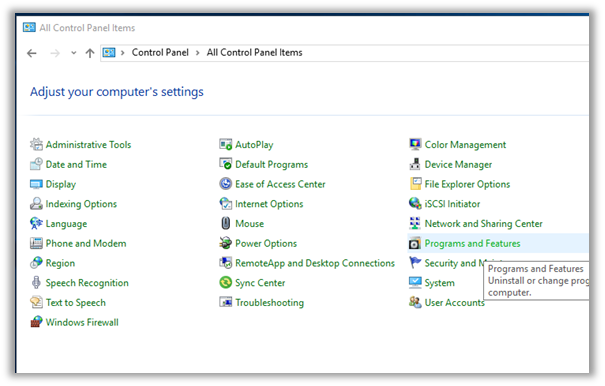 All Control Panel Items
Control Panel > All Control Panel Items
Adjust your computer's settings
Administrative Tools
AutoPlay
Color Management
Date and Time
Default Programs
Device Manager
Display
Ease of Access Center
File Explorer Options
Indexing Options
Internet Options
iSCSI Initiator
Language
Mouse
Network and Sharing Center
Phone and Modem
Power Options
Programs and Features
Region
RemoteApp and Desktop Connections
Security and
Programs and Features
Uninstall or change
computer.
Speech Recognition
Sync Center
System
Text to Speech
Troubleshooting
User Accounts
Windows Firewall